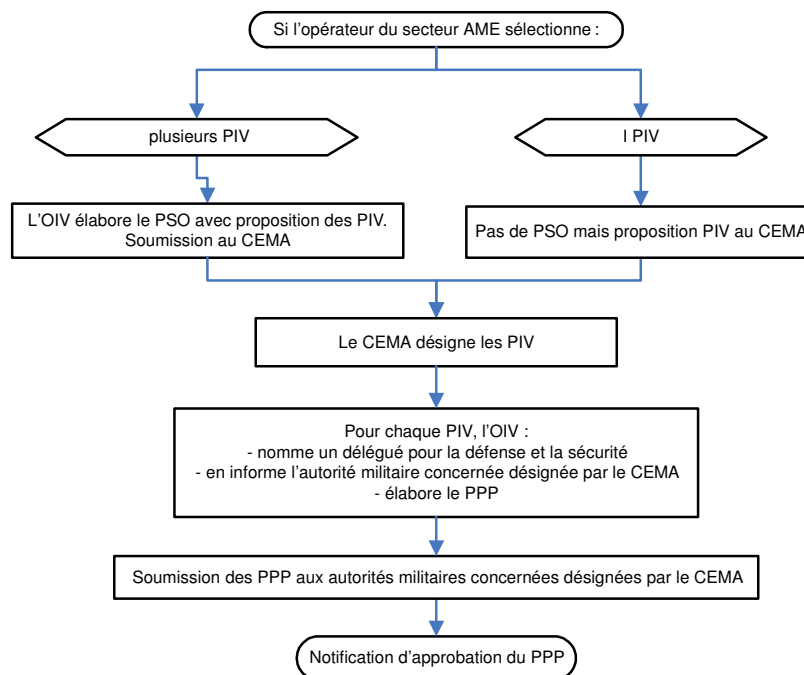 Si l'opérateur du secteur AME sélectionne :
plusieurs PIV
l PIV
L'OIV élabore le PSO avec proposition des PIV.
Soumission au CEMA
Pas de PSO mais proposition PIV au CEMA
Le CEMA désigne les PIV
Pour chaque PIV, l'OIV :
- nomme un délégué pour la défense et la sécurité
- en informe l'autorité militaire concernée désignée par le CEMA
- élabore le PPP
Soumission des PPP aux autorités militaires concernées désignées par le CEMA
Notification d'approbation du PPP